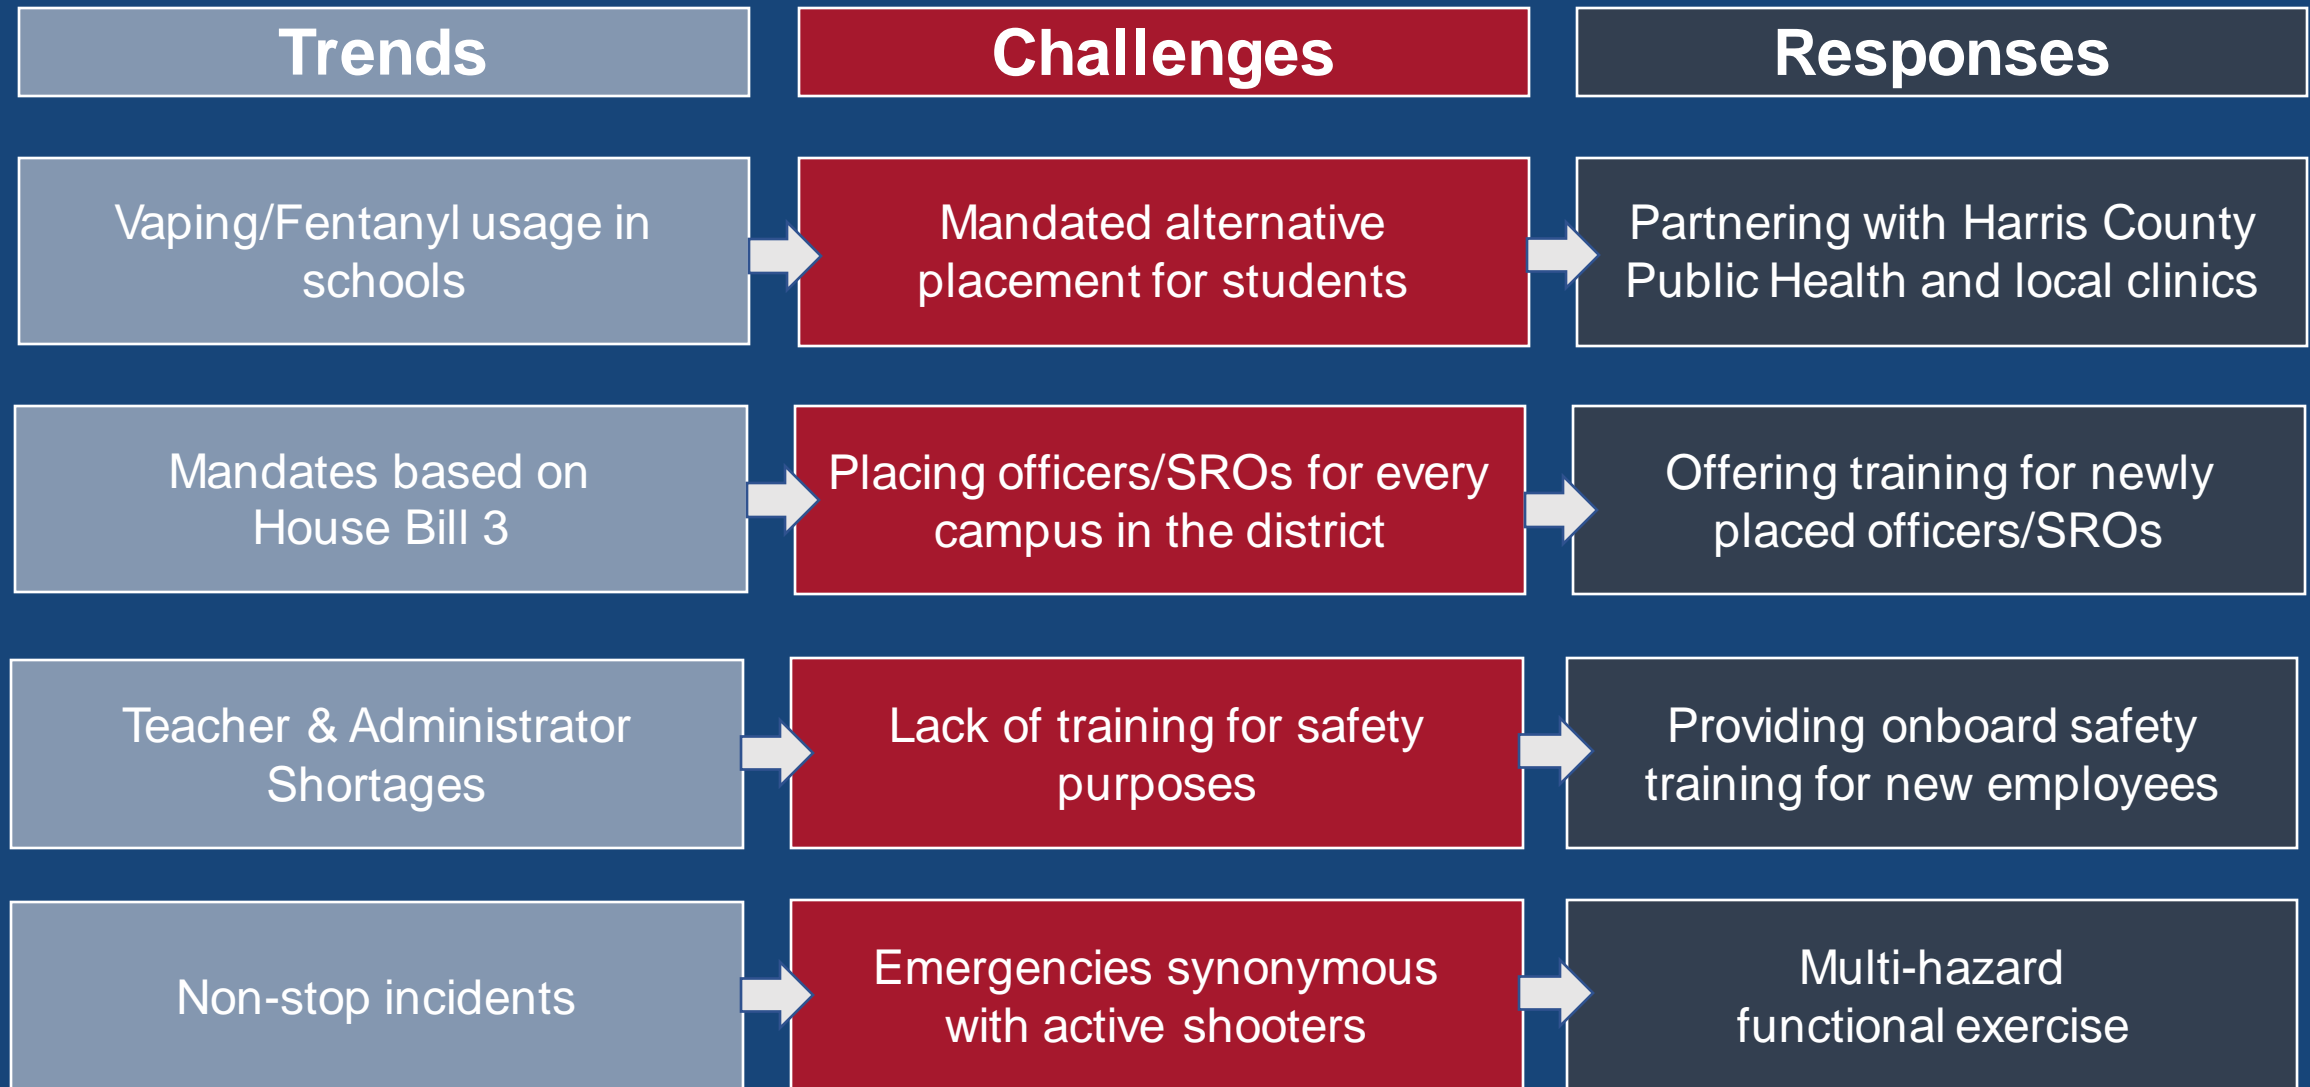 Trends
Challenges
Responses
Vaping/Fentanyl usage in
schools
Mandated alternative
placement for students
Partnering with Harris County
Public Health and local clinics
Mandates based on
House Bill 3
Placing officers/SROs for every
campus in the district
Offering training for newly
placed officers/SROs
Teacher & Administrator
Shortages
Lack of training for safety
purposes
Providing onboard safety
training for new employees
Non-stop incidents
Emergencies synonymous
with active shooters
Multi-hazard
functional exercise